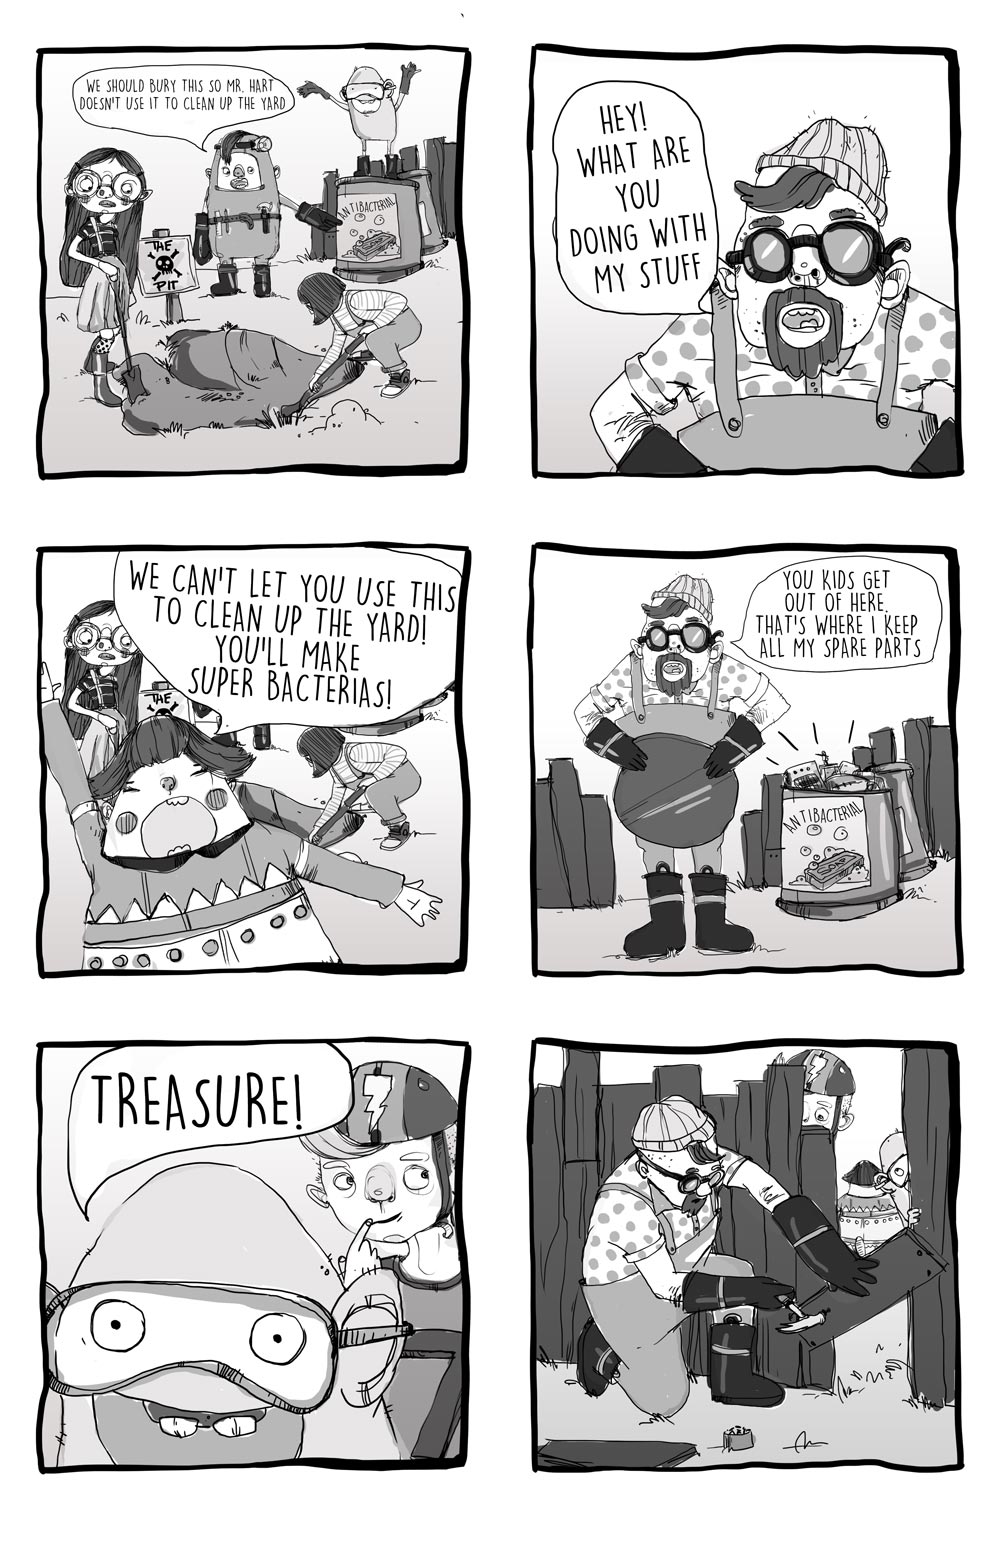 WE SHOULD BURY THIS SO MR. HART
DOESN'T USE IT TO CLEAN UP THE YARD
ANTIBACTERIAL
THE
PIT
HEY!
WHAT ARE
YOU
DOING WITH
MY STUFF
WE CAN'T LET YOU USE THIS
TO CLEAN UP THE YARD!
YOU'LL MAKE
SUPER BACTERIAS!
THE
YOU KIDS GET
OUT OF HERE.
THAT'S WHERE I KEEP
ALL MY SPARE PARTS
ANTIBACTERIAL
TREASURE!